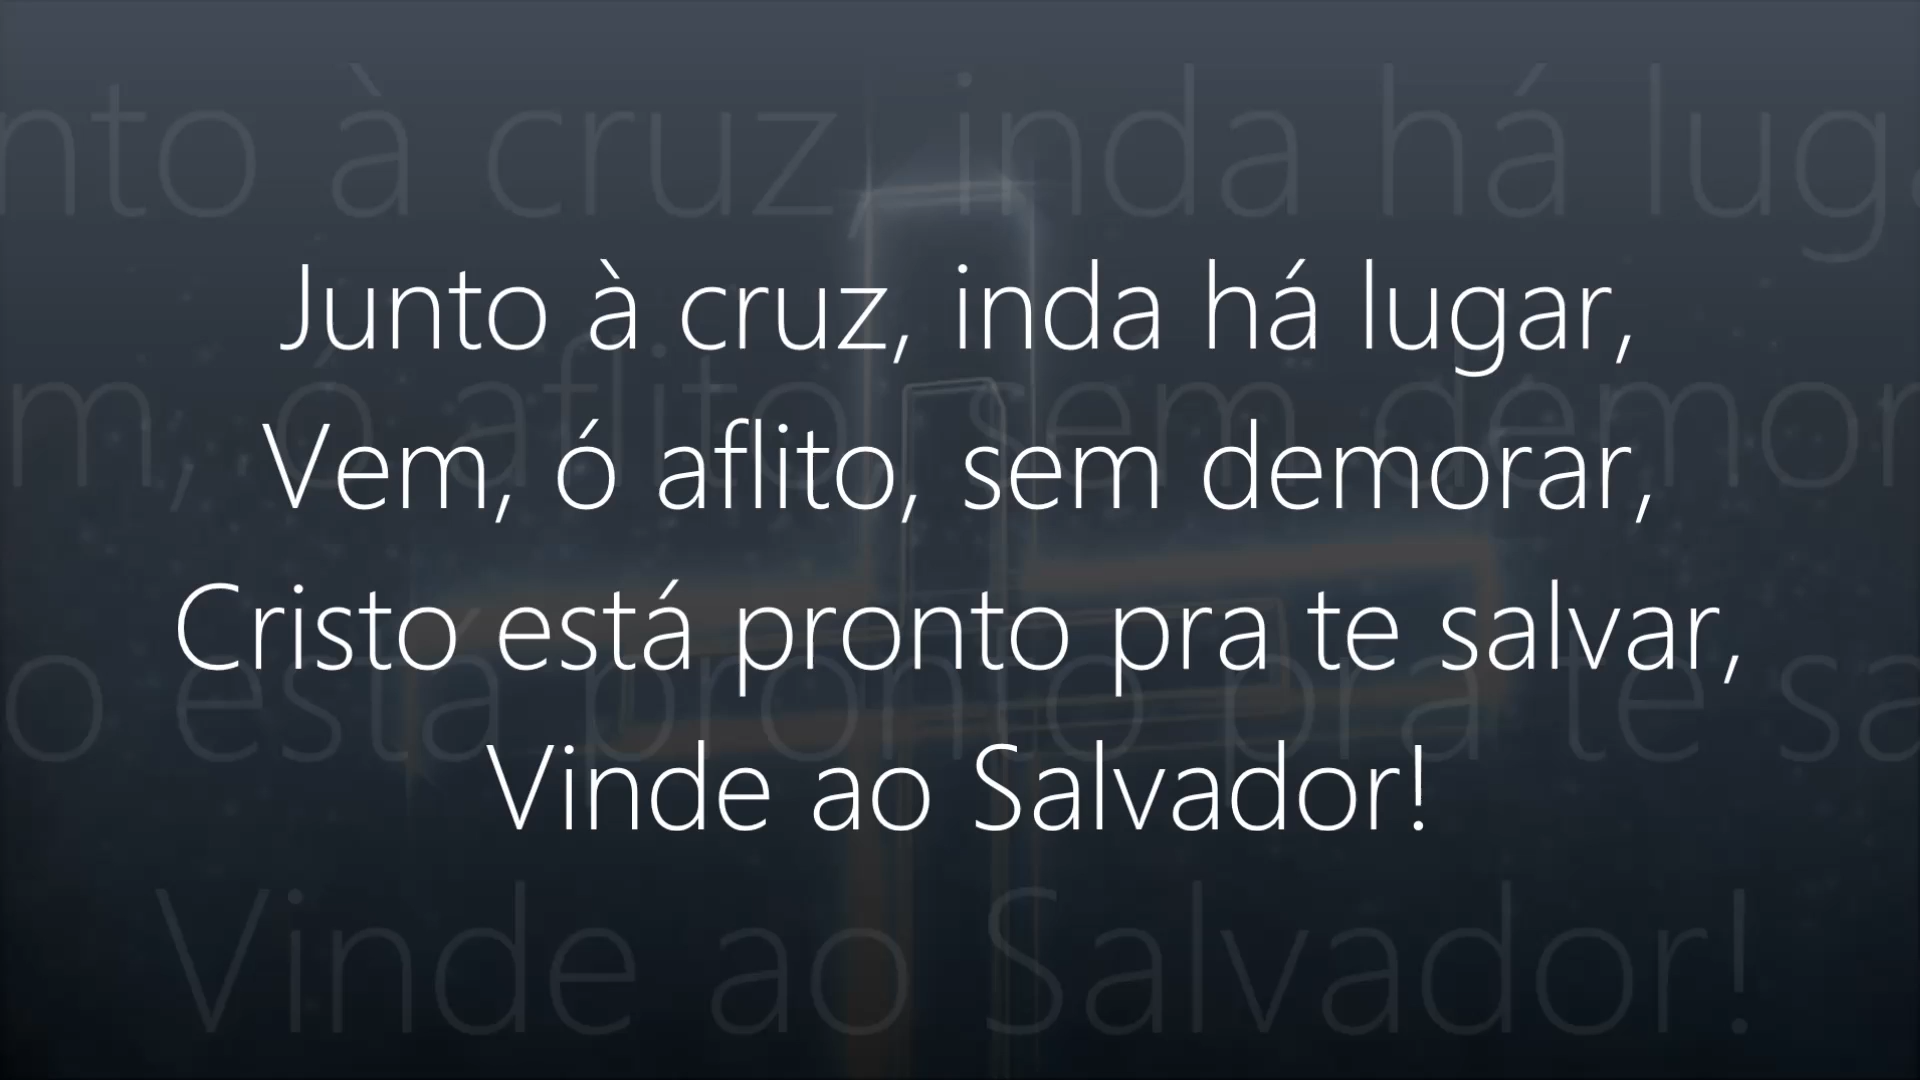 Junto à cruz, inda há lugar,
Vem, ó aflito, sem demorar,
Cristo está pronto pra te salvar,
Vinde ao Salvador!